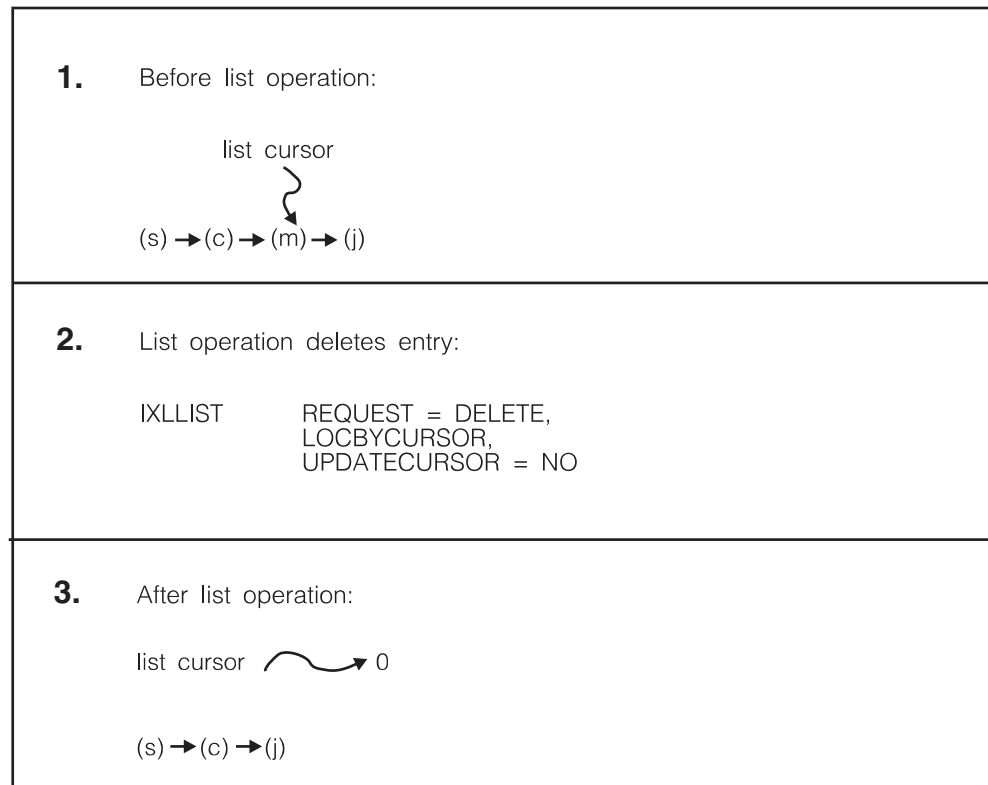 1. Before list operation:
list cursor
(s) → (c) → (m) → (j)
2. List operation deletes entry:
IXLLIST REQUEST = DELETE,
LOCBYCURSOR,
UPDATECURSOR = NO
3. After list operation:
list cursor 0
(s) → (c) → (j)